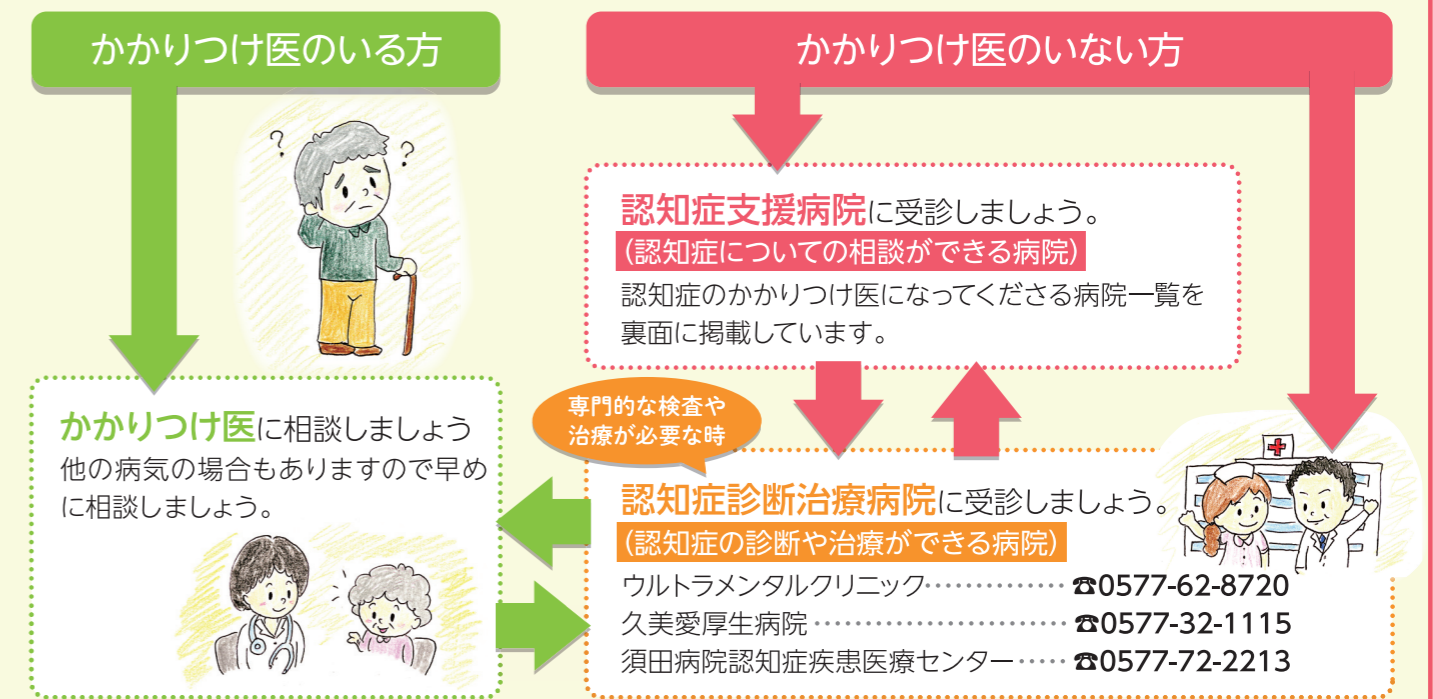 かかりつけ医のいる方
かかりつけ医のいない方
? ?
認知症支援病院に受診しましょう。
(認知症についての相談ができる病院)
認知症のかかりつけ医になってくださる病院一覧を
裏面に掲載しています。
かかりつけ医に相談しましょう
他の病気の場合もありますので早め
に相談しましょう。
専門的な検査や
治療が必要な時
認知症診断治療病院に受診しましょう。
(認知症の診断や治療ができる病院)
ウルトラメンタルクリニック…………… ☎0577-62-8720
久美愛厚生病院………………………… ☎0577-32-1115
須田病院認知症疾患医療センター…… ☎0577-72-2213